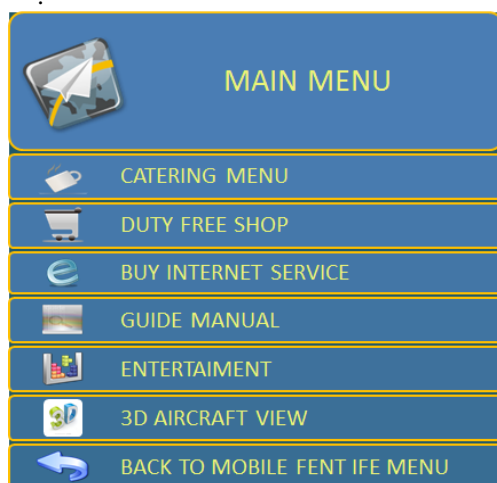 MAIN MENU
CATERING MENU
DUTY FREE SHOP
BUY INTERNET SERVICE
GUIDE MANUAL
ENTERTAIMENT
3D AIRCRAFT VIEW
BACK TO MOBILE FENT IFE MENU